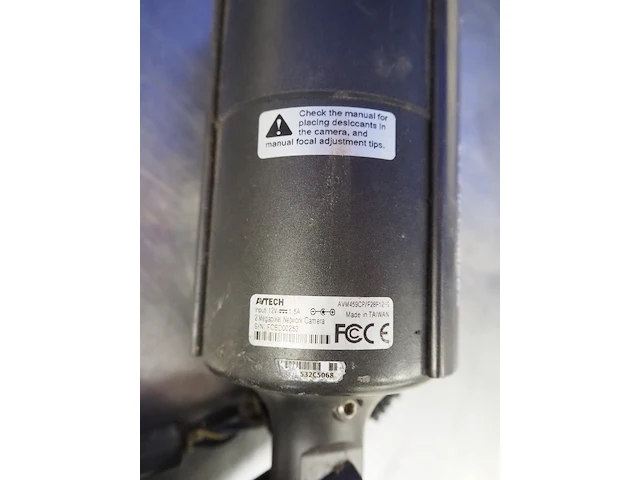 Check the manual for
placing desiccants in
the camera, and
manual focal adjustment tips.
AVTECH
Input: 12V 1.5A
2 Megapixel Network Camera
Made in TAIWAN
FCC CE
532C5068